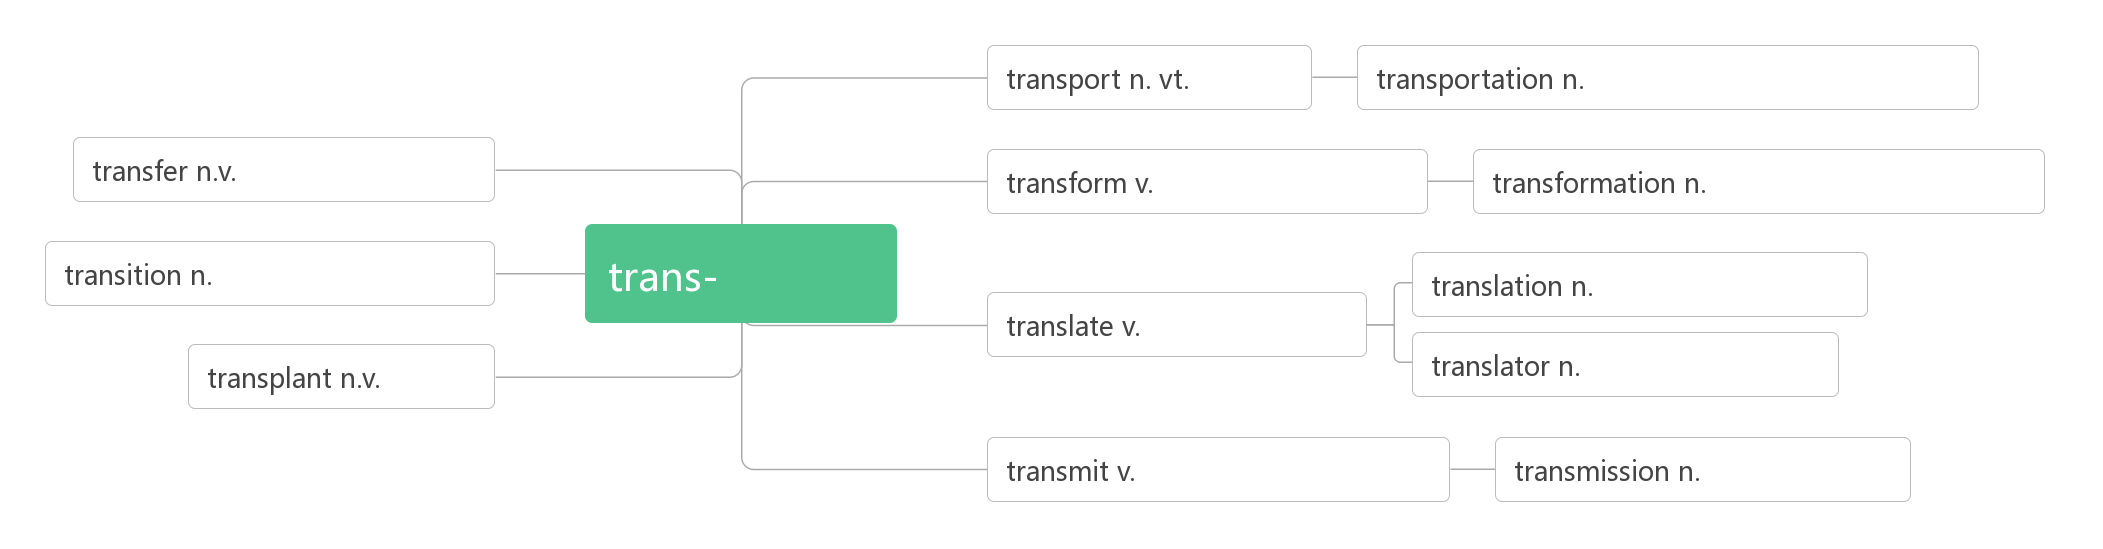 trans-
transport n. vt.
transportation n.
transform v.
transformation n.
translate v.
translation n.
translator n.
transmit v.
transmission n.
transfer n.v.
transition n.
transplant n.v.